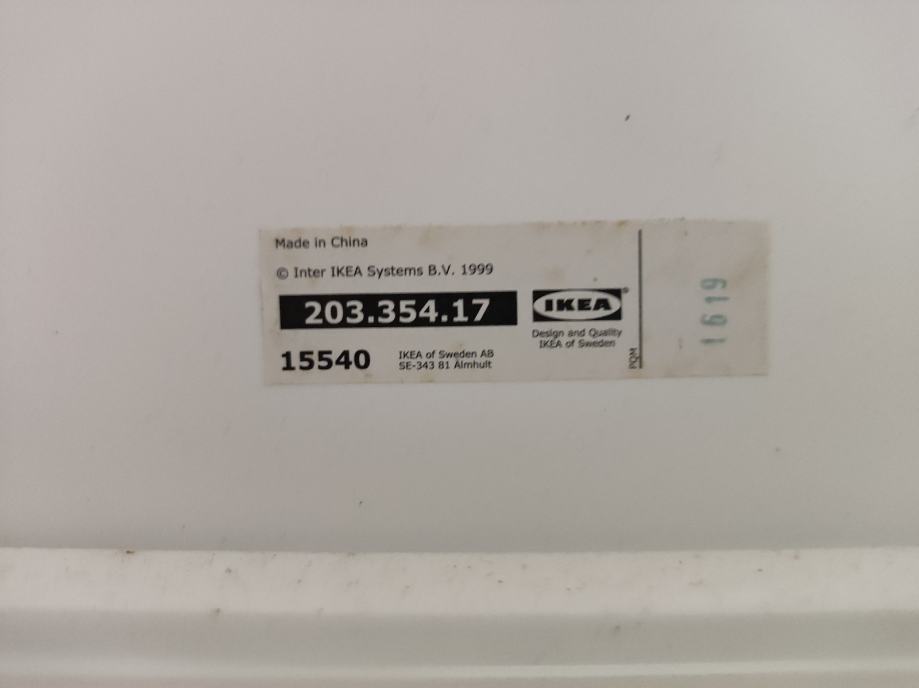 Made in China
© Inter IKEA Systems B.V. 1999
203.354.17
15540
IKEA of Sweden AB
SE-343 81 Älmhult
IKEA®
Design and Quality
IKEA of Sweden
PQM
1619